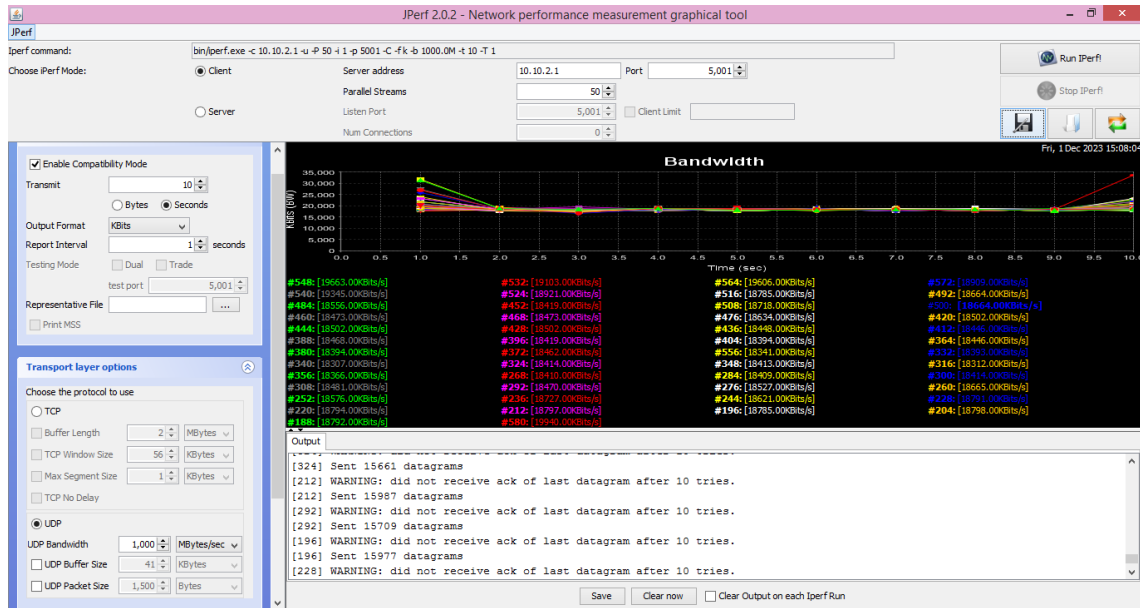 JPerf 2.0.2 - Network performance measurement graphical tool
JPerf
Iperf command:
bin/iperf.exe -c 10.10.2.1 -u -P 50 -i 1 -p 5001 -C -f k -b 1000.0M -t 10 -T 1
Choose iPerf Mode:
Client
Server address
10.10.2.1
Port
5,001
Parallel Streams
50
Server
Listen Port
5,001
Client Limit
Num Connections
0
Run IPerf!
Stop IPerf!
Enable Compatibility Mode
Transmit
10
Bytes
Seconds
Output Format
KBits
Report Interval
1
seconds
Testing Mode
Dual
Trade
test port
5,001
Representative File
...
Print MSS
Transport layer options
Choose the protocol to use
TCP
Buffer Length
2
MBytes
TCP Window Size
56
KBytes
Max Segment Size
1
KBytes
TCP No Delay
UDP
UDP Bandwidth
1,000
MBytes/sec
UDP Buffer Size
41
KBytes
UDP Packet Size
1,500
Bytes
Fri, 1 Dec 2023 15:08:04
Bandwidth
KBits (BW)
35,000
30,000
25,000
20,000
15,000
10,000
5,000
0
0.0 0.5 1.0 1.5 2.0 2.5 3.0 3.5 4.0 4.5 5.0 5.5 6.0 6.5 7.0 7.5 8.0 8.5 9.0 9.5 10.0
Time (sec)
#548: [19663.00KBits/s] #532: [19103.00KBits/s] #564: [19606.00KBits/s] #572:
#540: [19345.00KBits/s] #524: [18921.00KBits/s] #516: [18785.00KBits/s] #492: [18664.00KBits/s]
#484: [18556.00KBits/s] #452: [18419.00KBits/s] #508: [18718.00KBits/s]
#460: [18473.00KBits/s] #468: [18473.00KBits/s] #476: [18634.00KBits/s] #420: [18502.00KBits/s]
#444: [18502.00KBits/s] #428: [18502.00KBits/s] #436: [18448.00KBits/s] #412:
#388: [18468.00KBits/s] #396: [18419.00KBits/s] #404: [18394.00KBits/s] #364: [18446.00KBits/s]
#380: [18394.00KBits/s] #372: [18462.00KBits/s] #556: [18341.00KBits/s] #332:
#340: [18307.00KBits/s] #324: [18414.00KBits/s] #348: [18413.00KBits/s] #316: [18312.00KBits/s]
#356: [18366.00KBits/s] #268: [18410.00KBits/s] #284: [18409.00KBits/s] #300:
#308: [18481.00KBits/s] #292: [18470.00KBits/s] #276: [18527.00KBits/s] #260: [18665.00KBits/s]
#252: [18576.00KBits/s] #236: [18727.00KBits/s] #244: [18621.00KBits/s] #228:
#220: [18794.00KBits/s] #212: [18797.00KBits/s] #196: [18785.00KBits/s] #204: [18798.00KBits/s]
#188: [18792.00KBits/s] #580: [19940.00KBits/s]
Output
[324] Sent 15661 datagrams
[212] WARNING: did not receive ack of last datagram after 10 tries.
[212] Sent 15987 datagrams
[292] WARNING: did not receive ack of last datagram after 10 tries.
[292] Sent 15709 datagrams
[196] WARNING: did not receive ack of last datagram after 10 tries.
[196] Sent 15977 datagrams
[228] WARNING: did not receive ack of last datagram after 10 tries.
Save
Clear now
Clear Output on each Iperf Run